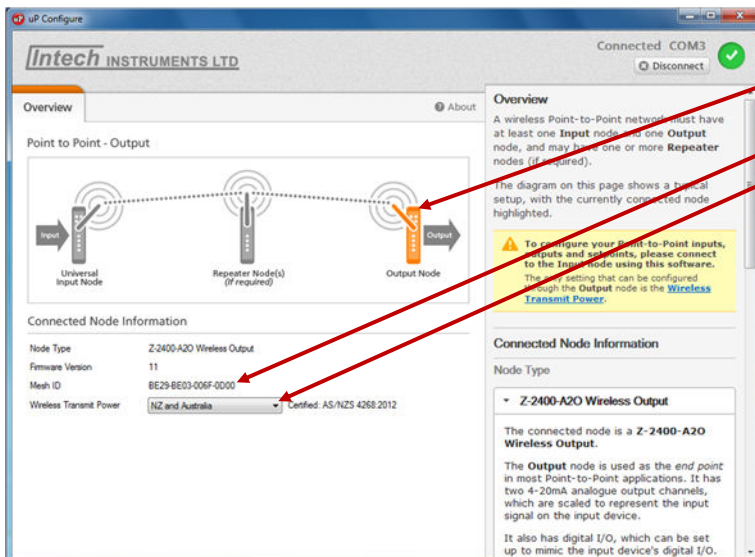 uP Configure
Intech INSTRUMENTS LTD
Connected COM3
Disconnect
Overview
About
Point to Point - Output
Input
Output
Universal
Input Node
Repeater Node(s)
(If required)
Output Node
Connected Node Information
Node Type Z-2400-A2O Wireless Output
Firmware Version 11
Mesh ID BE29-BE03-006F-0D00
Wireless Transmit Power NZ and Australia Certified: AS/NZS 4268:2012
Overview
A wireless Point-to-Point network must have
at least one Input node and one Output
node, and may have one or more Repeater
nodes (if required).
The diagram on this page shows a typical
setup, with the currently connected node
highlighted.
To configure your Point-to-Point inputs,
outputs and setpoints, please connect
to the Input node using this software.
The only setting that can be configured
through the Output node is the Wireless
Transmit Power.
Connected Node Information
Node Type
Z-2400-A2O Wireless Output
The connected node is a Z-2400-A2O
Wireless Output.
The Output node is used as the end point
in most Point-to-Point applications. It has
two 4-20mA analogue output channels,
which are scaled to represent the input
signal on the input device.
It also has digital I/O, which can be set
up to mimic the input device's digital I/O.